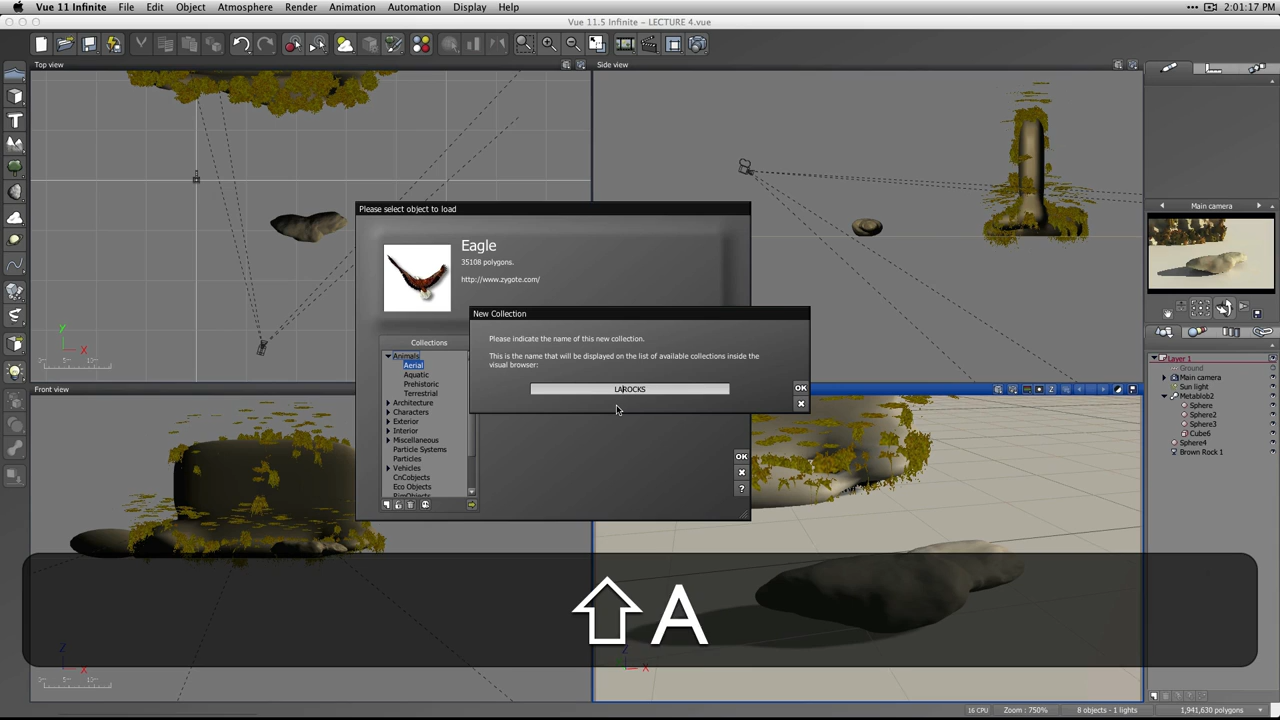 Vue 11 Infinite File Edit Object Atmosphere Render Animation Automation Display Help 2:01:17 PM
Vue 11.5 Infinite - LECTURE 4.vue
Top view
Side view
Please select object to load
Main camera
Eagle
35108 polygons.
http://www.zygote.com/
New Collection
Please indicate the name of this new collection.
This is the name that will be displayed on the list of available collections inside the
visual browser:
LAROCKS
OK
Collections
Animals
Aerial
Aquatic
Prehistoric
Terrestrial
Architecture
Characters
Exterior
Interior
Miscellaneous
Particle Systems
Particles
Vehicles
CnCobjects
Eco Objects
OK
?
Y
X
Front view
Layer 1
Ground
Main camera
Sun light
Metablob2
Sphere
Sphere2
Sphere3
Cube6
Sphere4
Brown Rock 1
A
Z
X
Z
X
16 CPU Zoom : 750% 8 objects - 1 lights 1,941,630 polygons